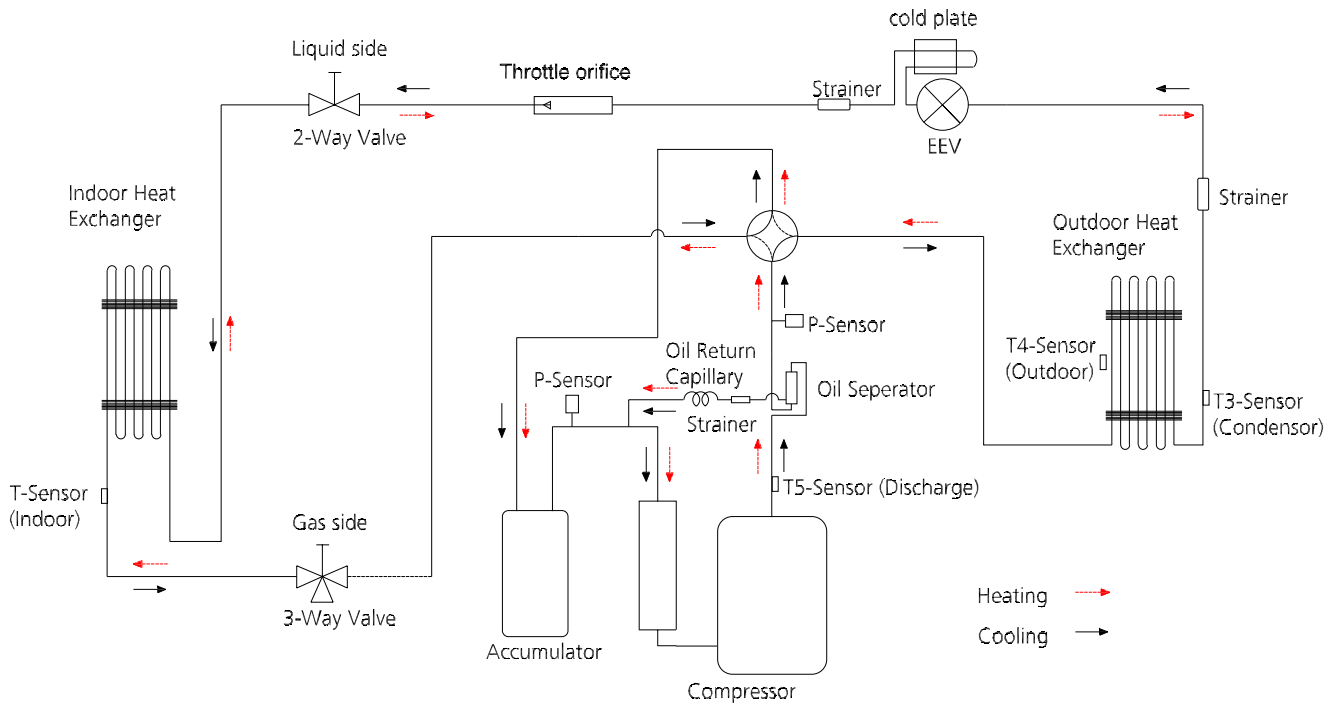 cold plate
Liquid side
Throttle orifice
Strainer
2-Way Valve
EEV
Indoor Heat
Exchanger
Strainer
Outdoor Heat
Exchanger
P-Sensor
T4-Sensor
(Outdoor)
Oil Return
Capillary
P-Sensor
Oil Seperator
Strainer
T3-Sensor
(Condensor)
T-Sensor
(Indoor)
T5-Sensor (Discharge)
Gas side
3-Way Valve
Heating
Cooling
Accumulator
Compressor